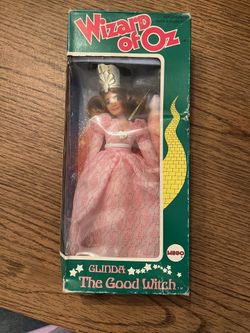 Wizard
of Oz
MEGO
GLINDA
The Good Witch